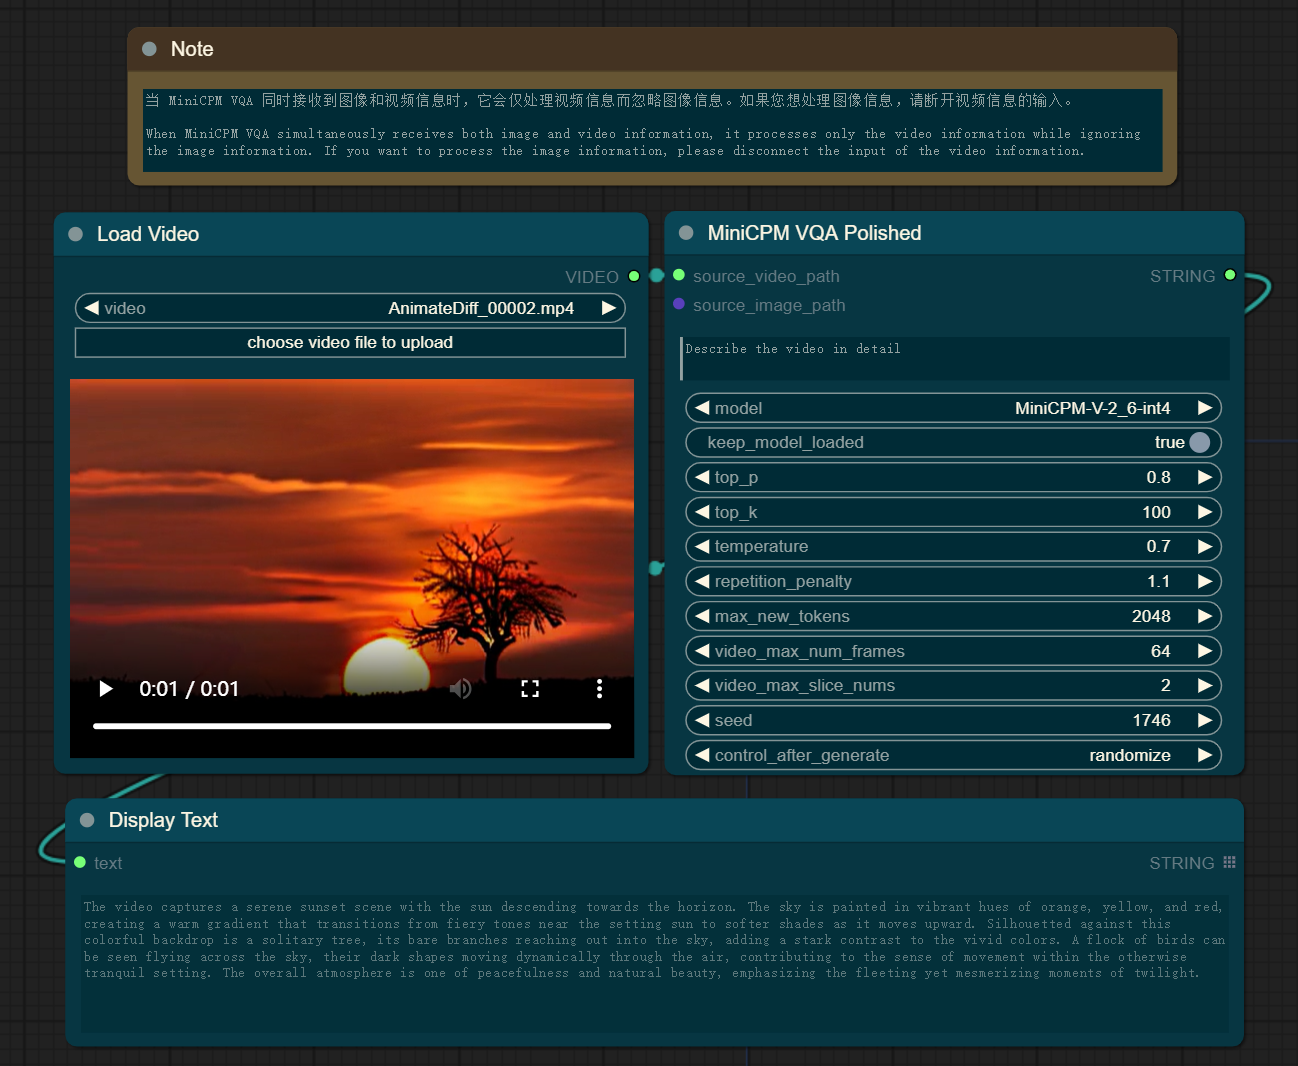 Note
当 MiniCPM VQA 同时接收到图像和视频信息时，它会仅处理视频信息而忽略图像信息。如果您想处理图像信息，请断开视频信息的输入。
When MiniCPM VQA simultaneously receives both image and video information, it processes only the video information while ignoring
the image information. If you want to process the image information, please disconnect the input of the video information.
Load Video
VIDEO
video AnimateDiff_00002.mp4
choose video file to upload
0:01 / 0:01
MiniCPM VQA Polished
source_video_path STRING
source_image_path
Describe the video in detail
model MiniCPM-V-2_6-int4
keep_model_loaded true
top_p 0.8
top_k 100
temperature 0.7
repetition_penalty 1.1
max_new_tokens 2048
video_max_num_frames 64
video_max_slice_nums 2
seed 1746
control_after_generate randomize
Display Text
text STRING
The video captures a serene sunset scene with the sun descending towards the horizon. The sky is painted in vibrant hues of orange, yellow, and red,
creating a warm gradient that transitions from fiery tones near the setting sun to softer shades as it moves upward. Silhouetted against this
colorful backdrop is a solitary tree, its bare branches reaching out into the sky, adding a stark contrast to the vivid colors. A flock of birds can
be seen flying across the sky, their dark shapes moving dynamically through the air, contributing to the sense of movement within the otherwise
tranquil setting. The overall atmosphere is one of peacefulness and natural beauty, emphasizing the fleeting yet mesmerizing moments of twilight.